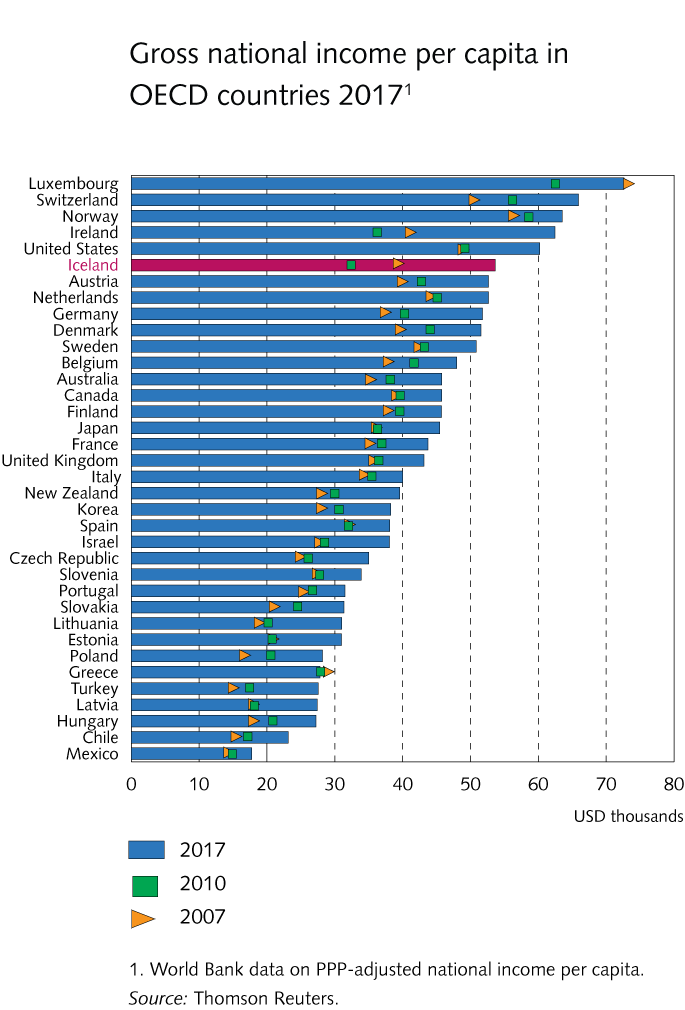 Gross national income per capita in
OECD countries 2017¹
Luxembourg
Switzerland
Norway
Ireland
United States
Iceland
Austria
Netherlands
Germany
Denmark
Sweden
Belgium
Australia
Canada
Finland
Japan
France
United Kingdom
Italy
New Zealand
Korea
Spain
Israel
Czech Republic
Slovenia
Portugal
Slovakia
Lithuania
Estonia
Poland
Greece
Turkey
Latvia
Hungary
Chile
Mexico
0 10 20 30 40 50 60 70 80
USD thousands
2017
2010
2007
1. World Bank data on PPP-adjusted national income per capita.
Source: Thomson Reuters.